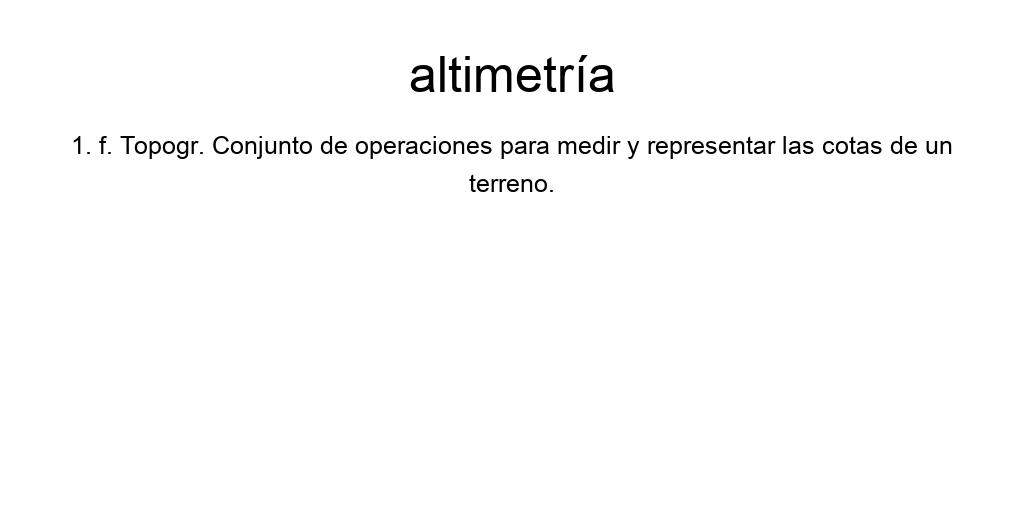 altimetría
1. f. Topogr. Conjunto de operaciones para medir y representar las cotas de un
terreno.